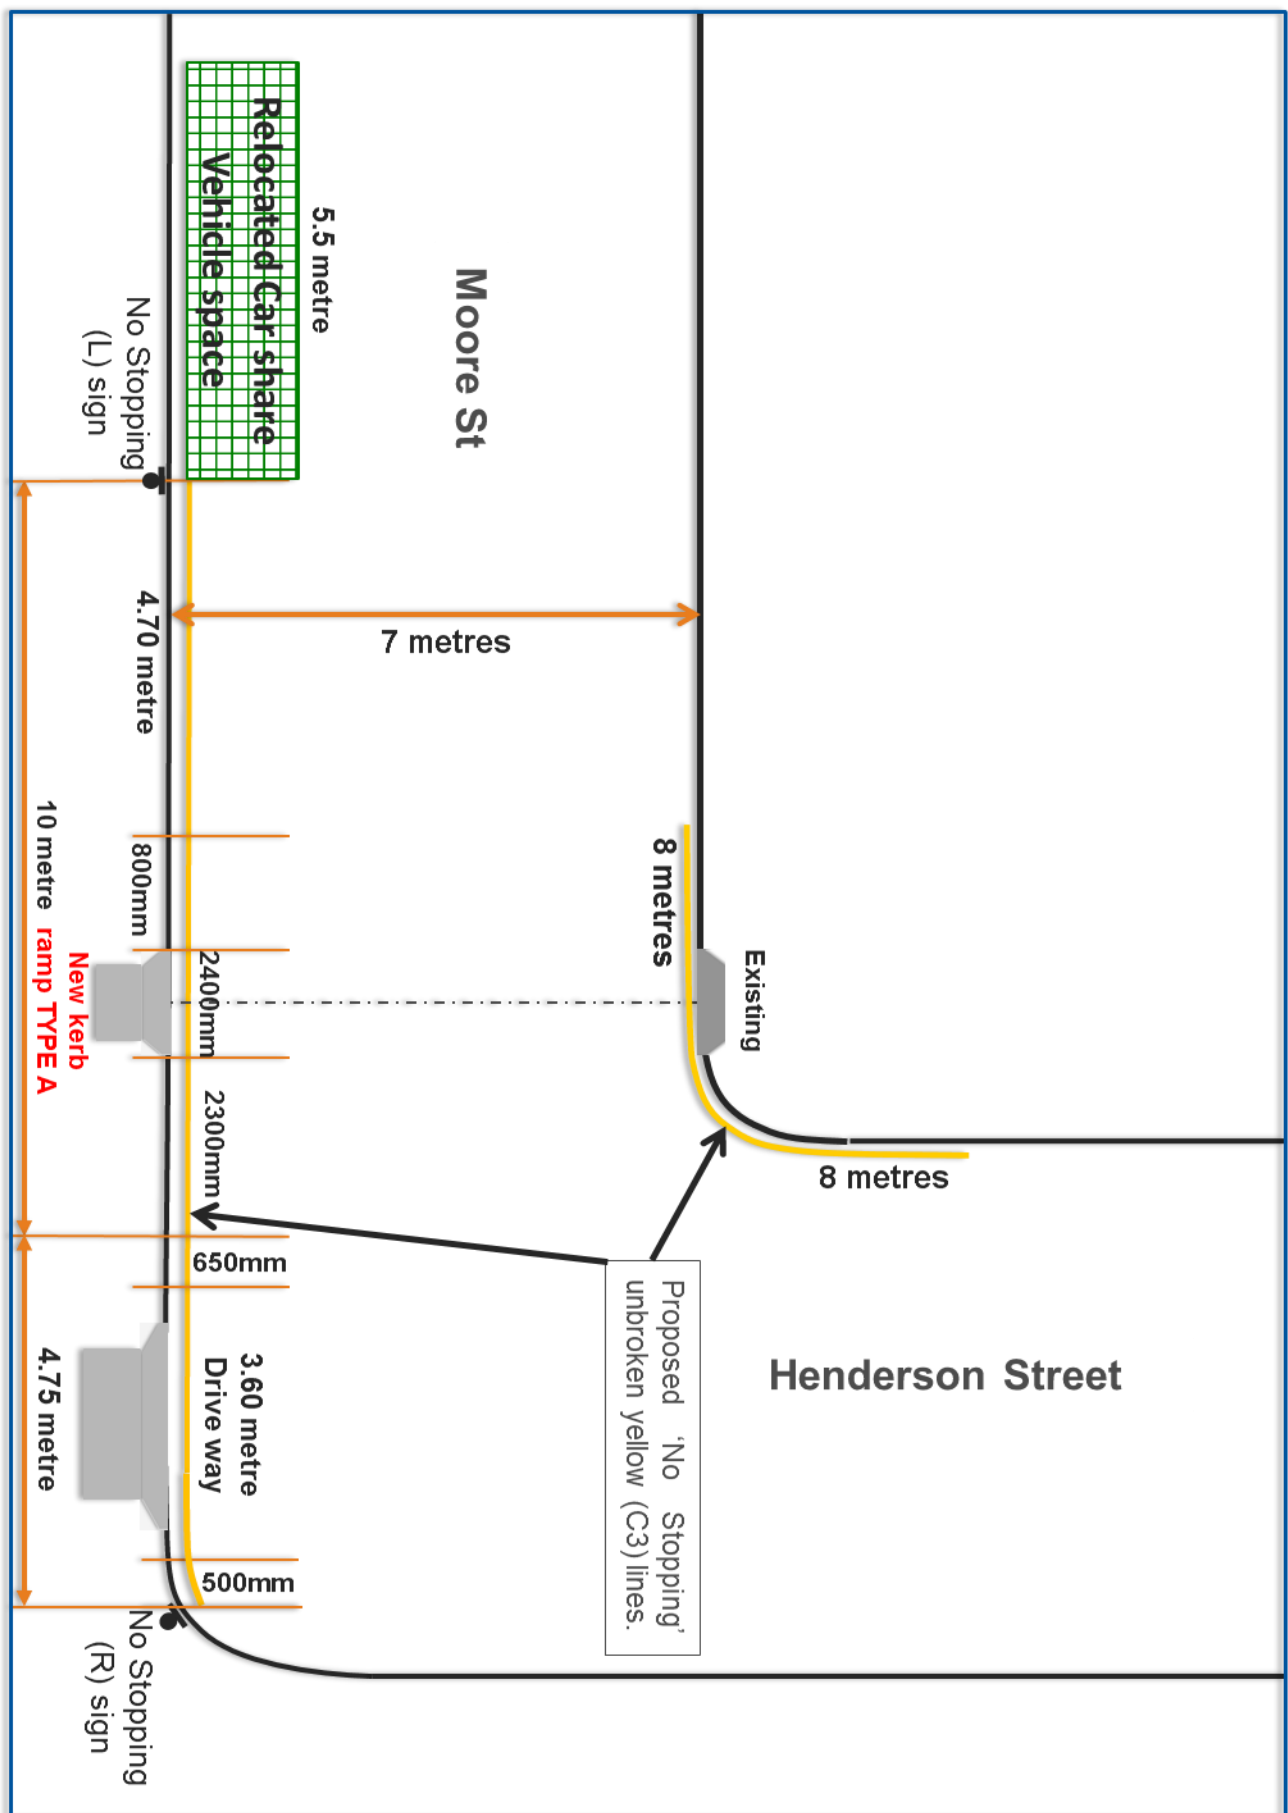 Relocated Car share
Vehicle space
5.5 metre
Moore St
No Stopping
(L) sign
4.70 metre
7 metres
10 metre ramp TYPE A
New kerb
800mm
2400mm
2300mm
8 metres
Existing
8 metres
650mm
Proposed ‘No Stopping’
unbroken yellow (C3) lines.
Henderson Street
3.60 metre
Drive way
4.75 metre
500mm
No Stopping
(R) sign